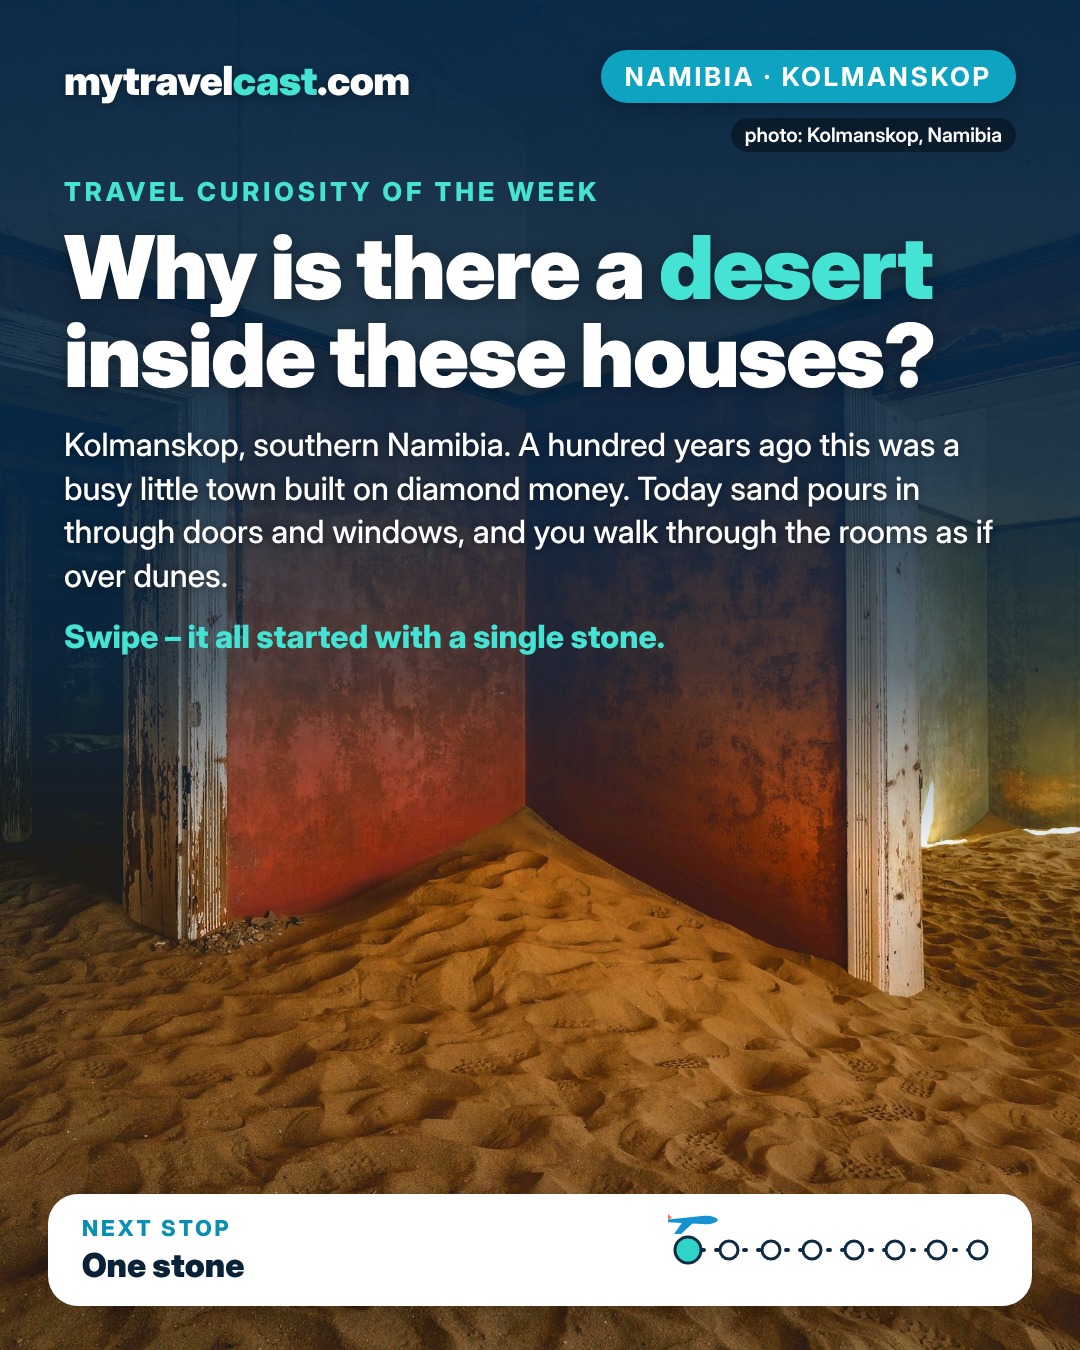 mytravelcast.com
NAMIBIA · KOLMANSKOP
photo: Kolmanskop, Namibia
TRAVEL CURIOSITY OF THE WEEK
Why is there a desert
inside these houses?
Kolmanskop, southern Namibia. A hundred years ago this was a
busy little town built on diamond money. Today sand pours in
through doors and windows, and you walk through the rooms as if
over dunes.
Swipe – it all started with a single stone.
NEXT STOP
One stone